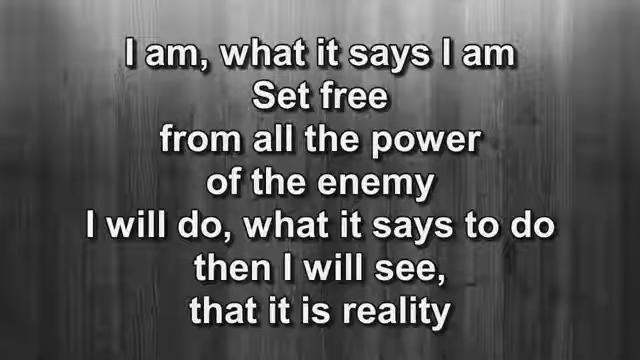 I am, what it says I am
Set free
from all the power
of the enemy
I will do, what it says to do
then I will see,
that it is reality